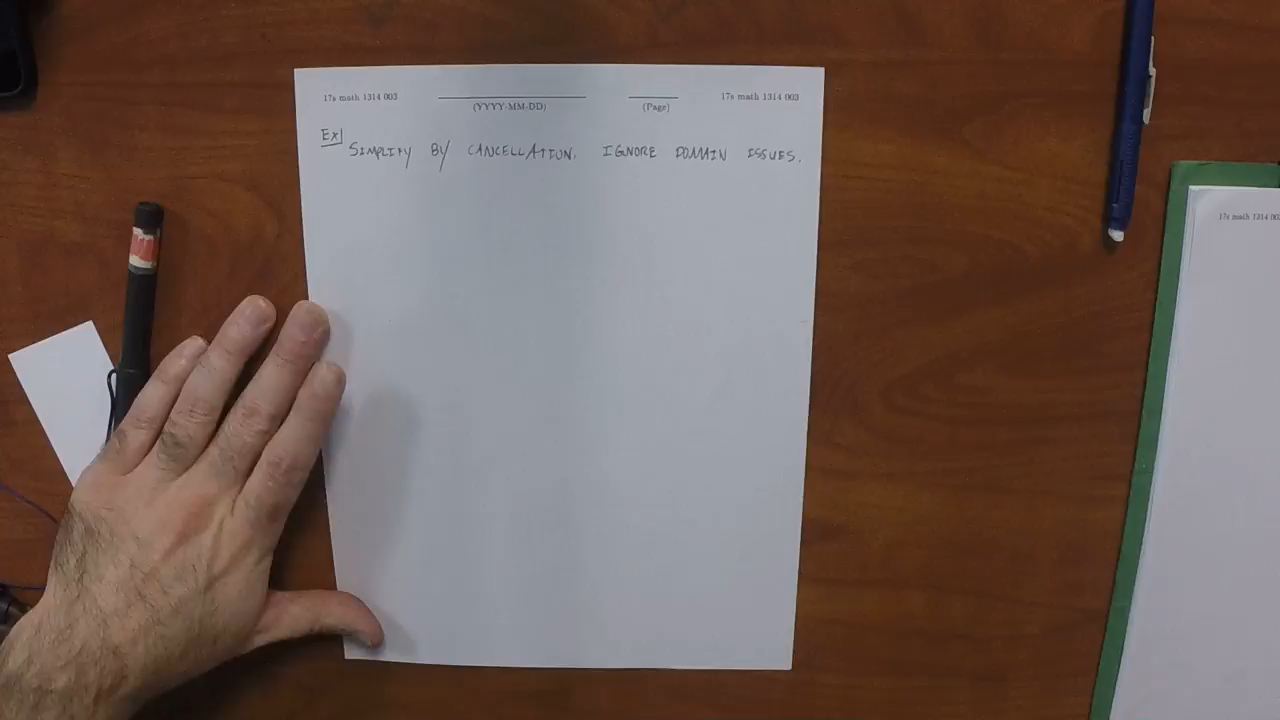 17s math 1314 003 (YYYY-MM-DD) (Page) 17s math 1314 003
Ex
SIMPLIFY BY CANCELLATION. IGNORE DOMAIN ISSUES.
17s math 1314 00